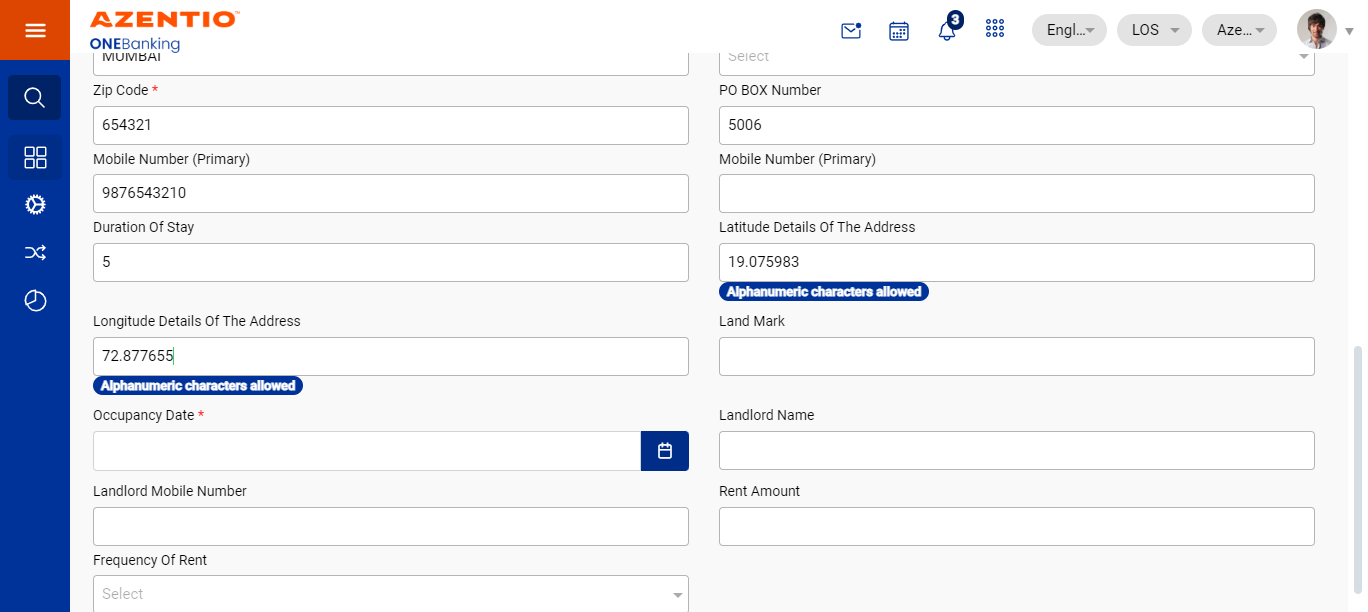 AZENTIO™
ONEBanking
3
Engl...
LOS
Aze...
MUMBAI
Select
Zip Code *
PO BOX Number
654321
5006
Mobile Number (Primary)
Mobile Number (Primary)
9876543210
Duration Of Stay
Latitude Details Of The Address
5
19.075983
Alphanumeric characters allowed
Longitude Details Of The Address
Land Mark
72.877655
Alphanumeric characters allowed
Occupancy Date *
Landlord Name
Landlord Mobile Number
Rent Amount
Frequency Of Rent
Select